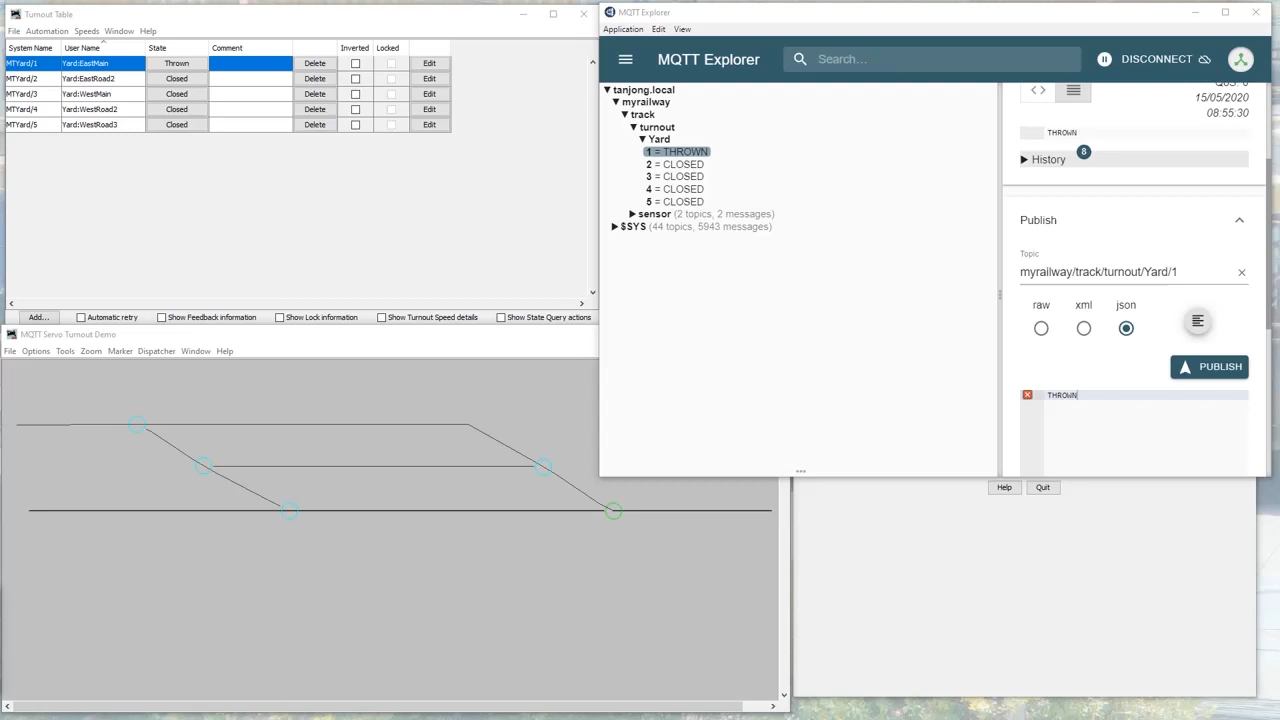 Turnout Table
File Automation Speeds Window Help
System Name User Name State Comment Inverted Locked
MTYard/1 Yard:EastMain Thrown Delete Edit
MTYard/2 Yard:EastRoad2 Closed Delete Edit
MTYard/3 Yard:WestMain Closed Delete Edit
MTYard/4 Yard:WestRoad2 Closed Delete Edit
MTYard/5 Yard:WestRoad3 Closed Delete Edit
Add... Automatic retry Show Feedback information Show Lock information Show Turnout Speed details Show State Query actions
MQTT Servo Turnout Demo
File Options Tools Zoom Marker Dispatcher Window Help
MQTT Explorer
Application Edit View
MQTT Explorer Search... DISCONNECT
tanjong.local
myrailway
track
turnout
Yard
1 = THROWN
2 = CLOSED
3 = CLOSED
4 = CLOSED
5 = CLOSED
sensor (2 topics, 2 messages)
$SYS (44 topics, 5943 messages)
15/05/2020
08:55:30
THROWN
History 8
Publish
Topic
myrailway/track/turnout/Yard/1
raw xml json
PUBLISH
THROWN
Help Quit